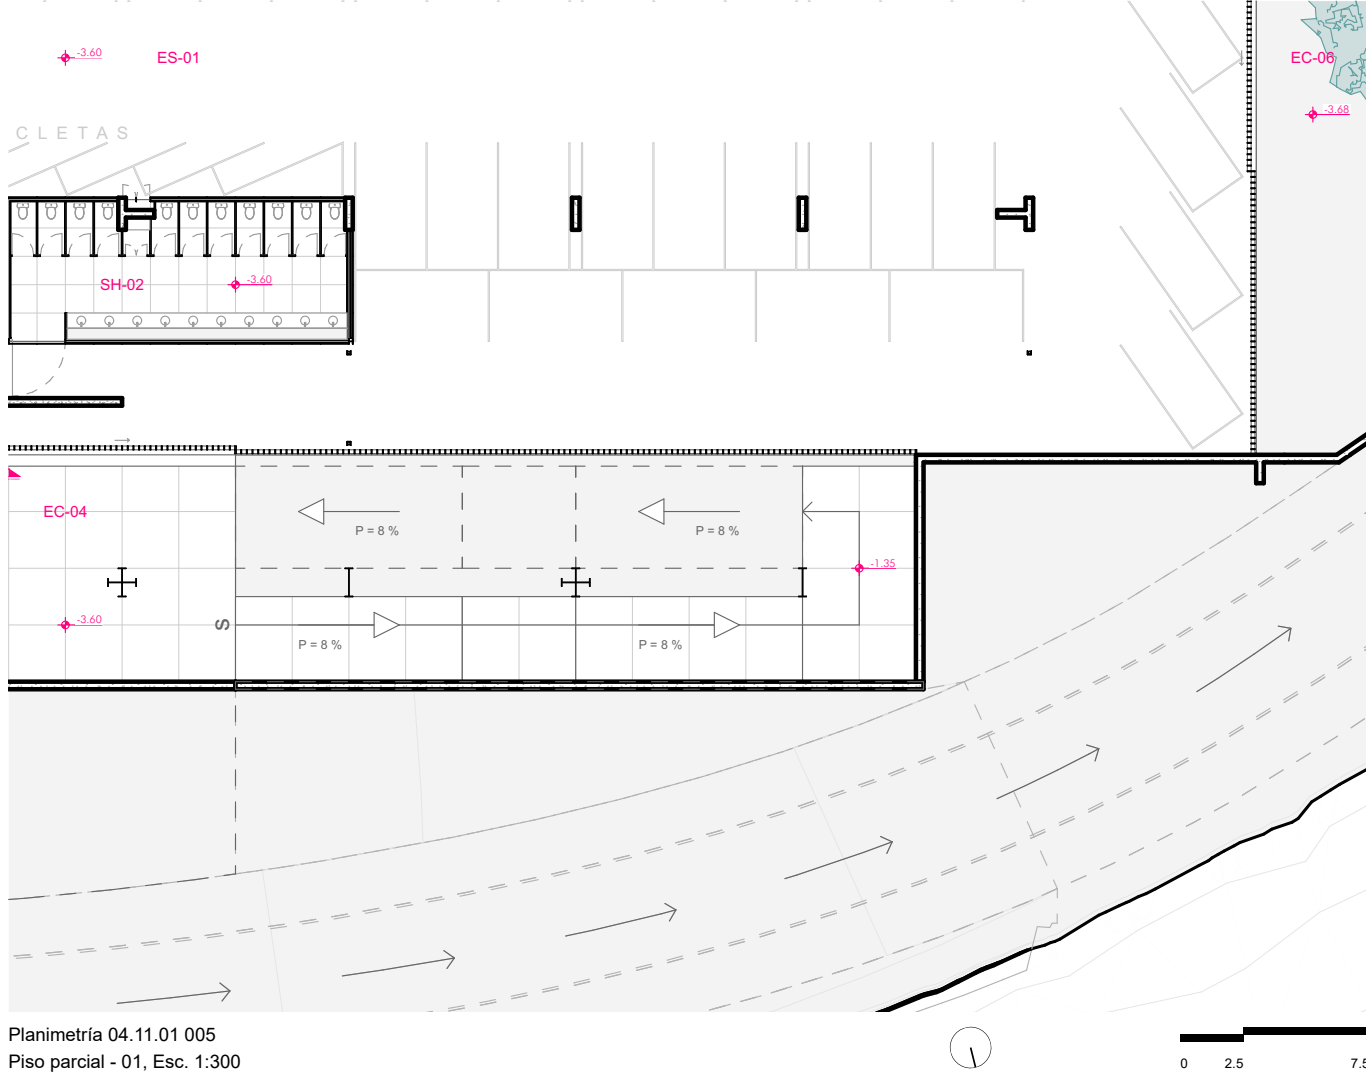 -3.60
ES-01
EC-06
-3.68
CLETAS
SH-02
-3.60
EC-04
P = 8 %
P = 8 %
-1.35
-3.60
S
P = 8 %
P = 8 %
Planimetría 04.11.01 005
Piso parcial - 01, Esc. 1:300
0 2.5 7.5